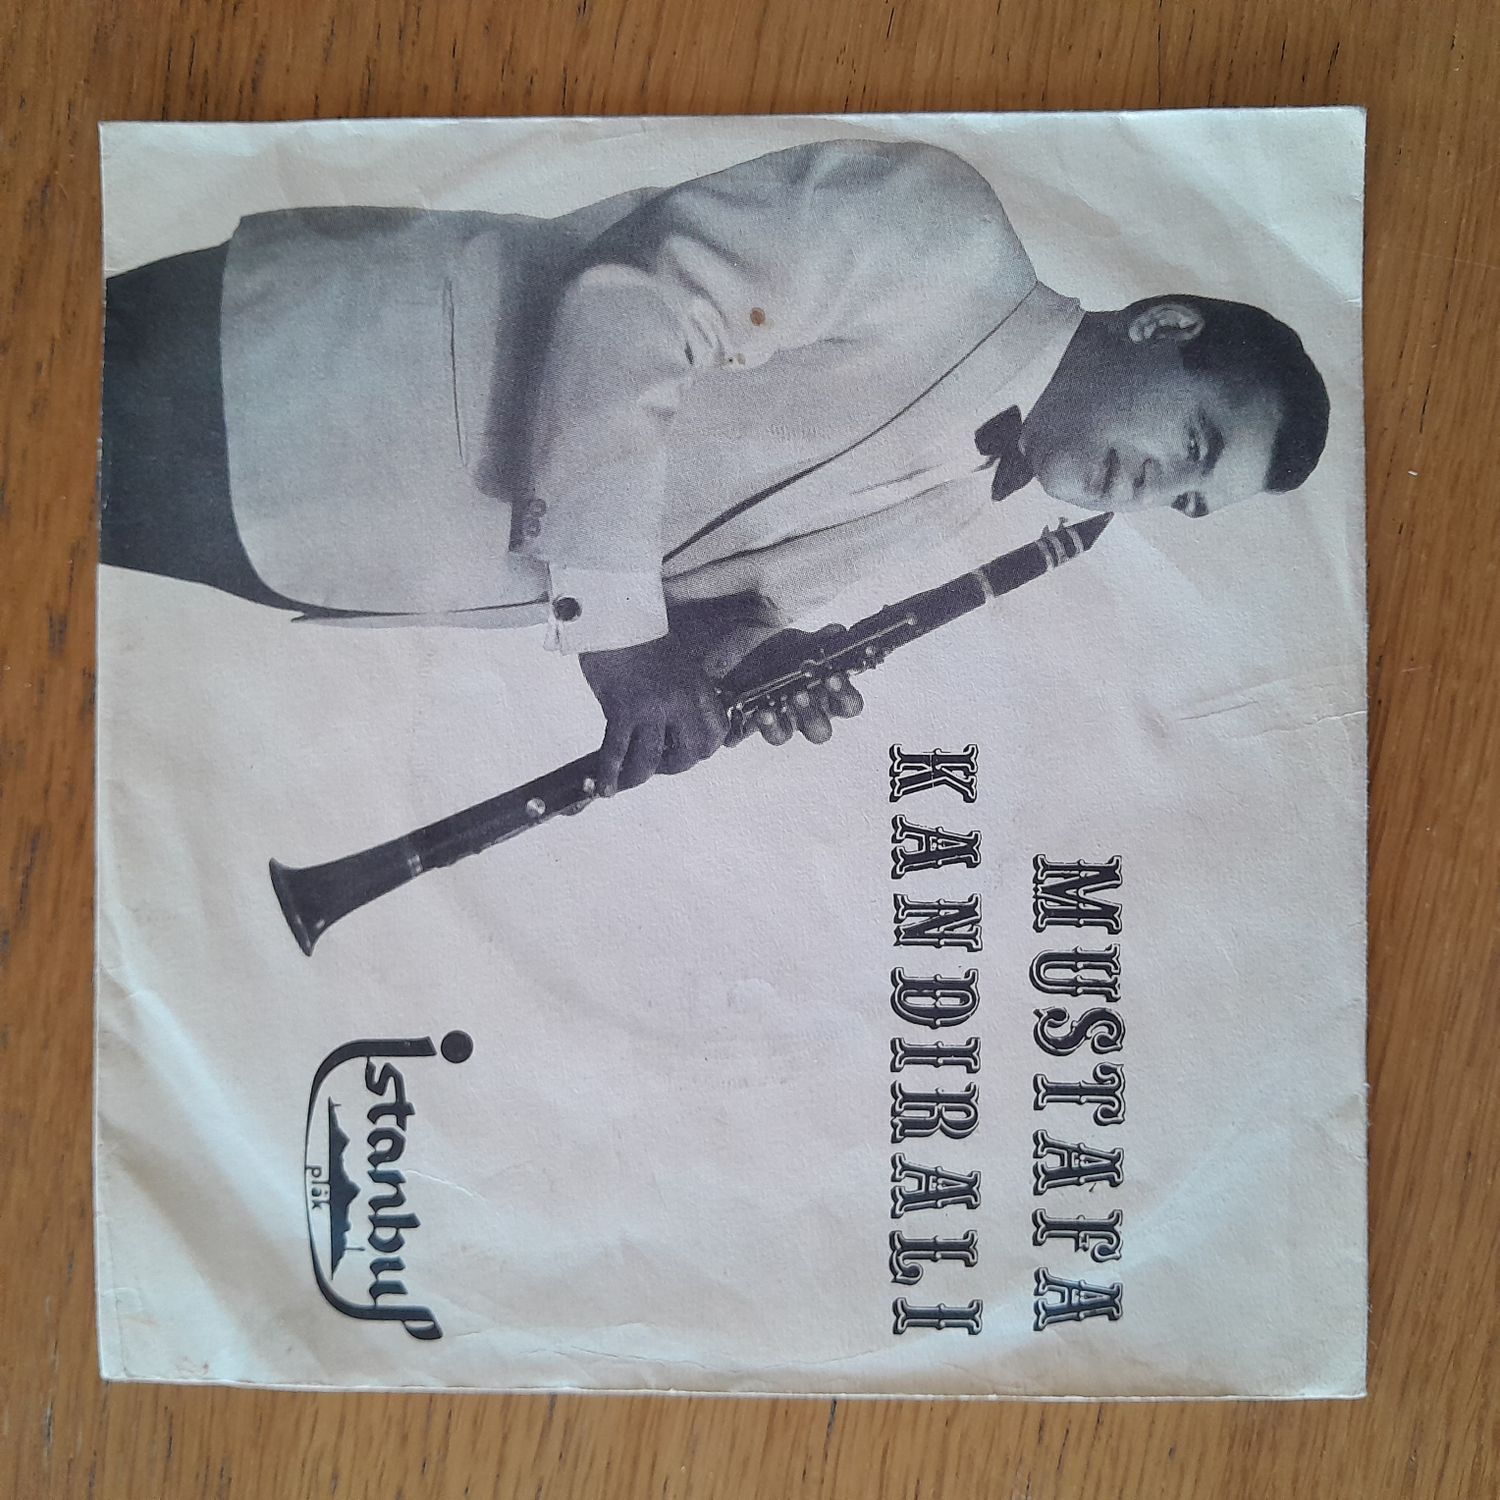 MUSTAFA
KANDIRALI
istanbul
plâk